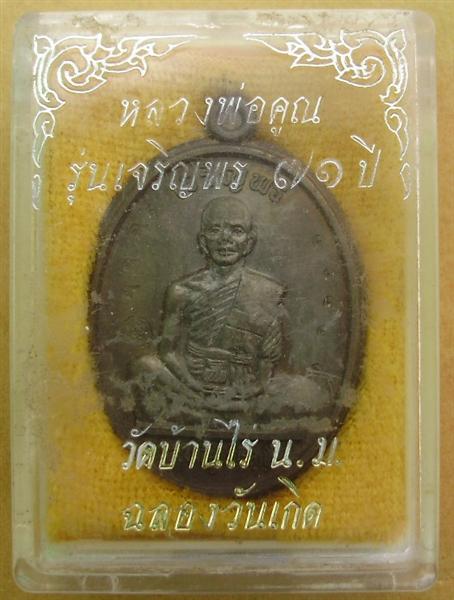 หลวงพ่อคูณ
รุ่นเจริญพร ๗๑ ปี
วัดบ้านไร่ น.ม.
ฉลองวันเกิด